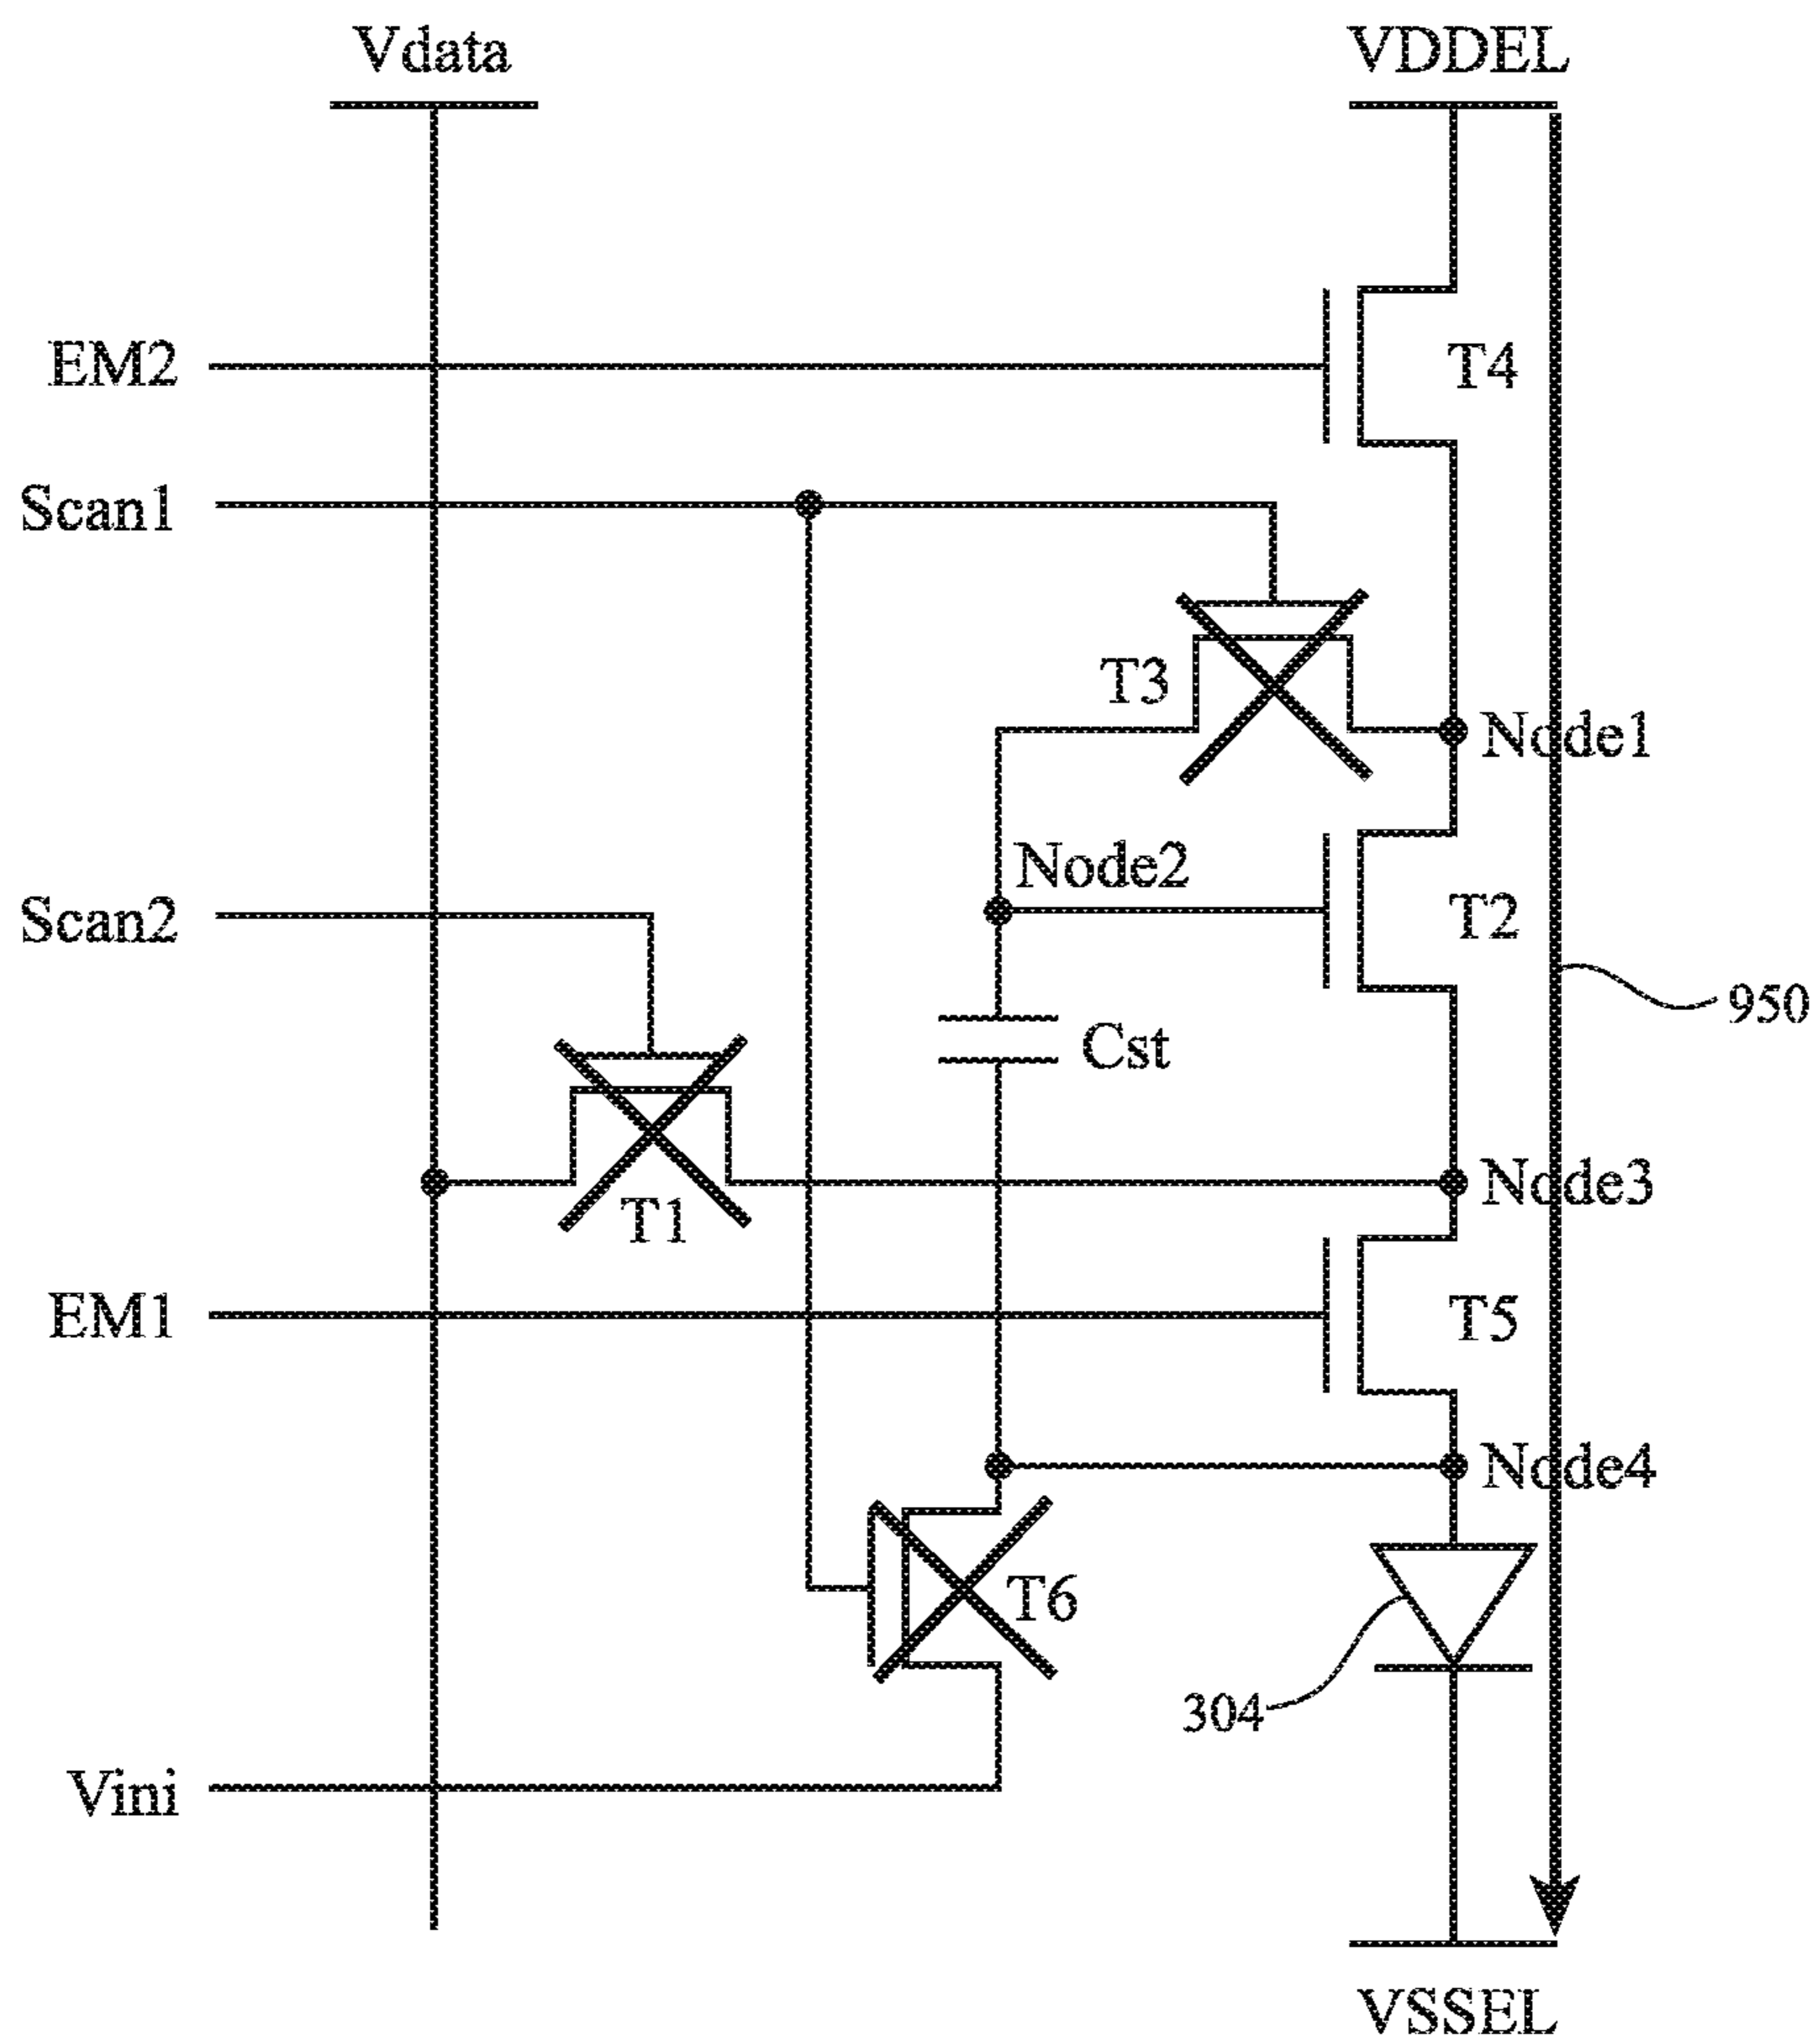 Vdata
VDDEL
EM2
T4
Scan1
T3
Node1
Node2
Scan2
T2
950
Cst
Node3
T1
EM1
T5
Node4
T6
304
Vini
VSSEL